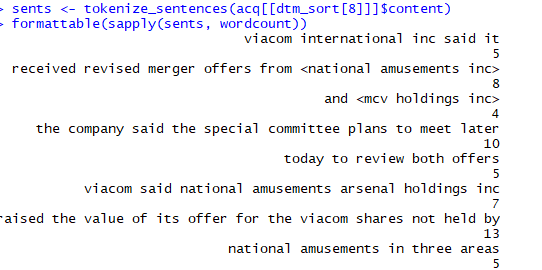 > sents <- tokenize_sentences(acq[[dtm_sort[8]]]$content)
> formattable(sapply(sents, wordcount))
viacom international inc said it
5
received revised merger offers from <national amusements inc>
8
and <mcv holdings inc>
4
the company said the special committee plans to meet later
10
today to review both offers
5
viacom said national amusements arsenal holdings inc
7
raised the value of its offer for the viacom shares not held by
13
national amusements in three areas
5